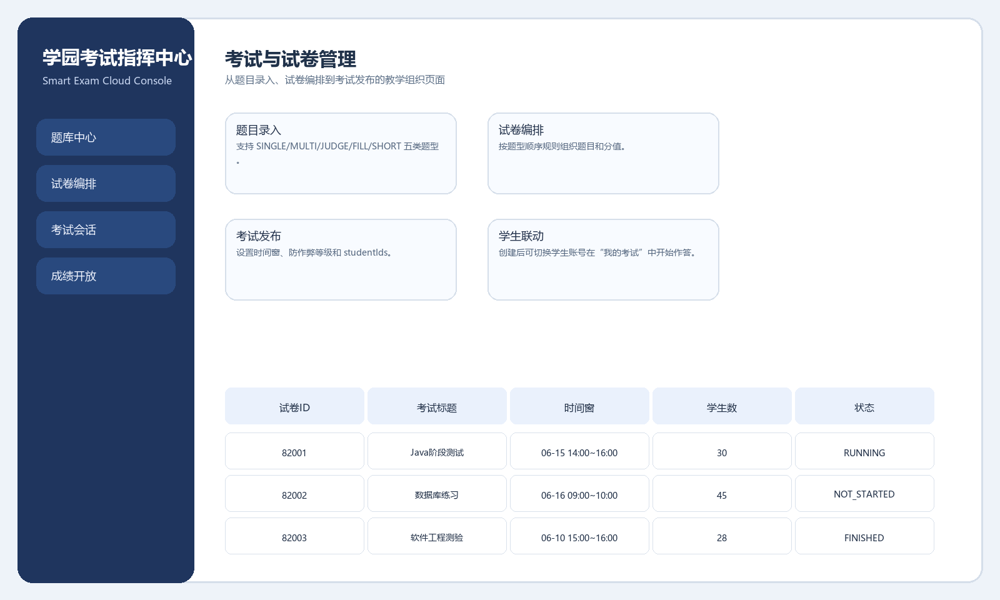 学园考试指挥中心
Smart Exam Cloud Console
题库中心
试卷编排
考试会话
成绩开放
考试与试卷管理
从题目录入、试卷编排到考试发布的教学组织页面
题目录入
支持 SINGLE/MULTI/JUDGE/FILL/SHORT 五类题型
。
试卷编排
按题型顺序规则组织题目和分值。
考试发布
设置时间窗、防作弊等级和 studentIds。
学生联动
创建后可切换学生账号在“我的考试”中开始作答。
试卷ID 考试标题 时间窗 学生数 状态
82001 Java阶段测试 06-15 14:00~16:00 30 RUNNING
82002 数据库练习 06-16 09:00~10:00 45 NOT_STARTED
82003 软件工程测验 06-10 15:00~16:00 28 FINISHED